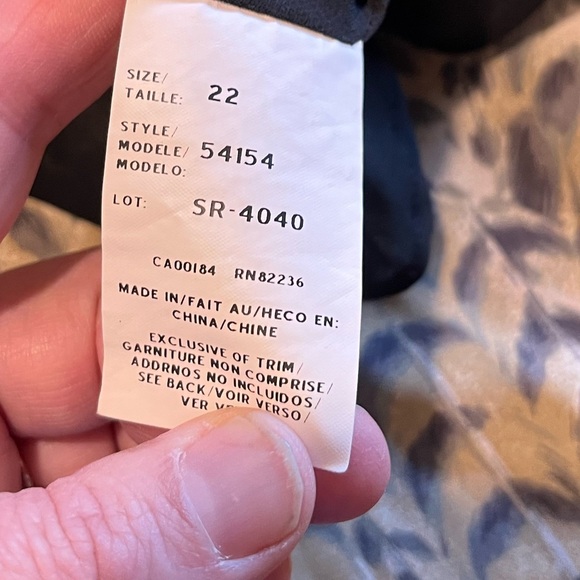 SIZE/
TAILLE: 22
STYLE/
MODELE/ 54154
MODELO:
LOT: SR-4040
CA00184 RN82236
MADE IN/FAIT AU/HECO EN:
CHINA/CHINE
EXCLUSIVE OF TRIM/
GARNITURE NON COMPRISE/
ADDRNOS NO INCLUIDOS/
SEE BACK/VOIR VERSO/
VER